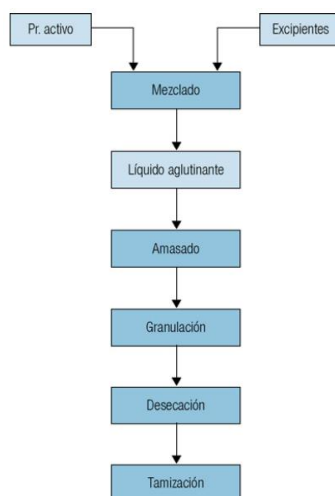 Pr. activo
Excipientes
Mezclado
Líquido aglutinante
Amasado
Granulación
Desecación
Tamización